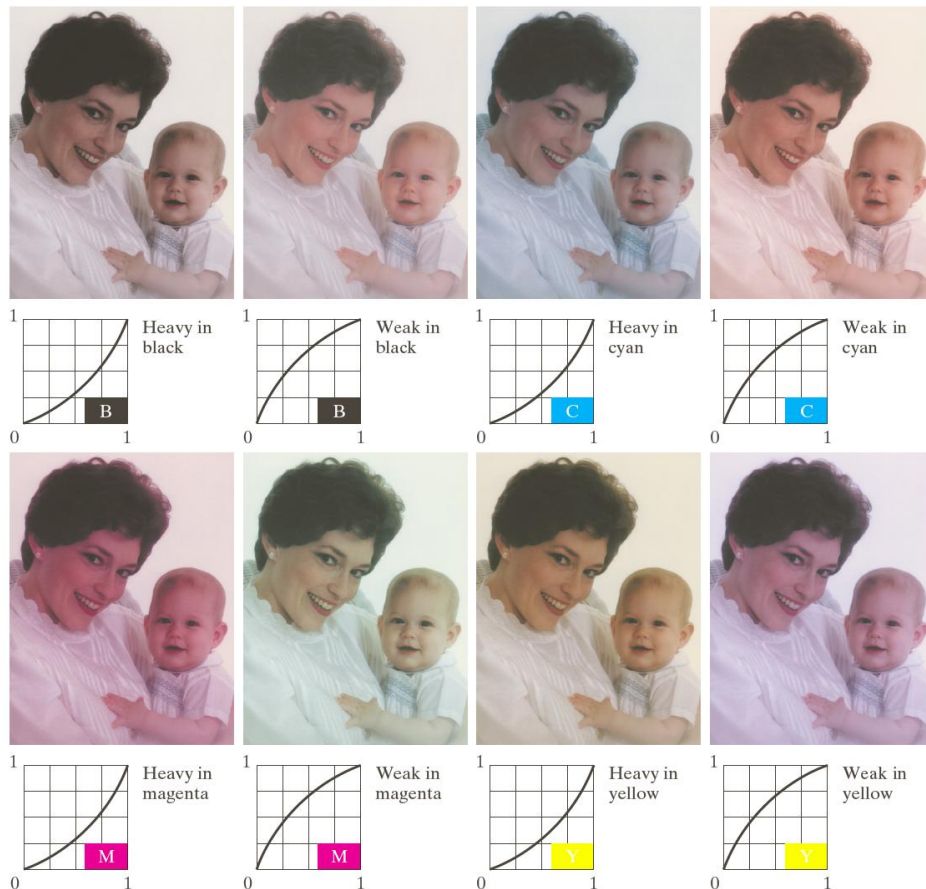 1
Heavy in
black
B
0
1
1
Weak in
black
B
0
1
1
Heavy in
cyan
C
0
1
1
Weak in
cyan
C
0
1
1
Heavy in
magenta
M
0
1
1
Weak in
magenta
M
0
1
1
Heavy in
yellow
Y
0
1
1
Weak in
yellow
Y
0
1